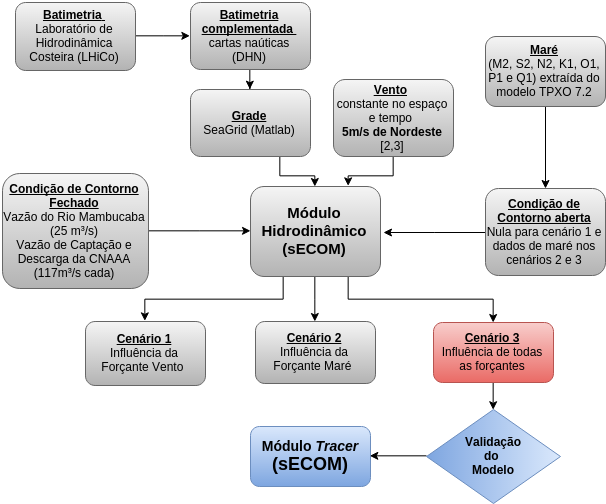 Batimetria
Laboratório de
Hidrodinâmica
Costeira (LHiCo)
Batimetria
complementada
cartas naúticas
(DHN)
Maré
(M2, S2, N2, K1, O1,
P1 e Q1) extraída do
modelo TPXO 7.2
Grade
SeaGrid (Matlab)
Vento
constante no espaço
e tempo
5m/s de Nordeste
[2,3]
Condição de Contorno
Fechado
Vazão do Rio Mambucaba
(25 m³/s)
Vazão de Captação e
Descarga da CNAAA
(117m³/s cada)
Módulo
Hidrodinâmico
(sECOM)
Condição de
Contorno aberta
Nula para cenário 1 e
dados de maré nos
cenários 2 e 3
Cenário 1
Influência da
Forçante Vento
Cenário 2
Influência da
Forçante Maré
Cenário 3
Influência de todas
as forçantes
Validação
do
Modelo
Módulo Tracer
(sECOM)